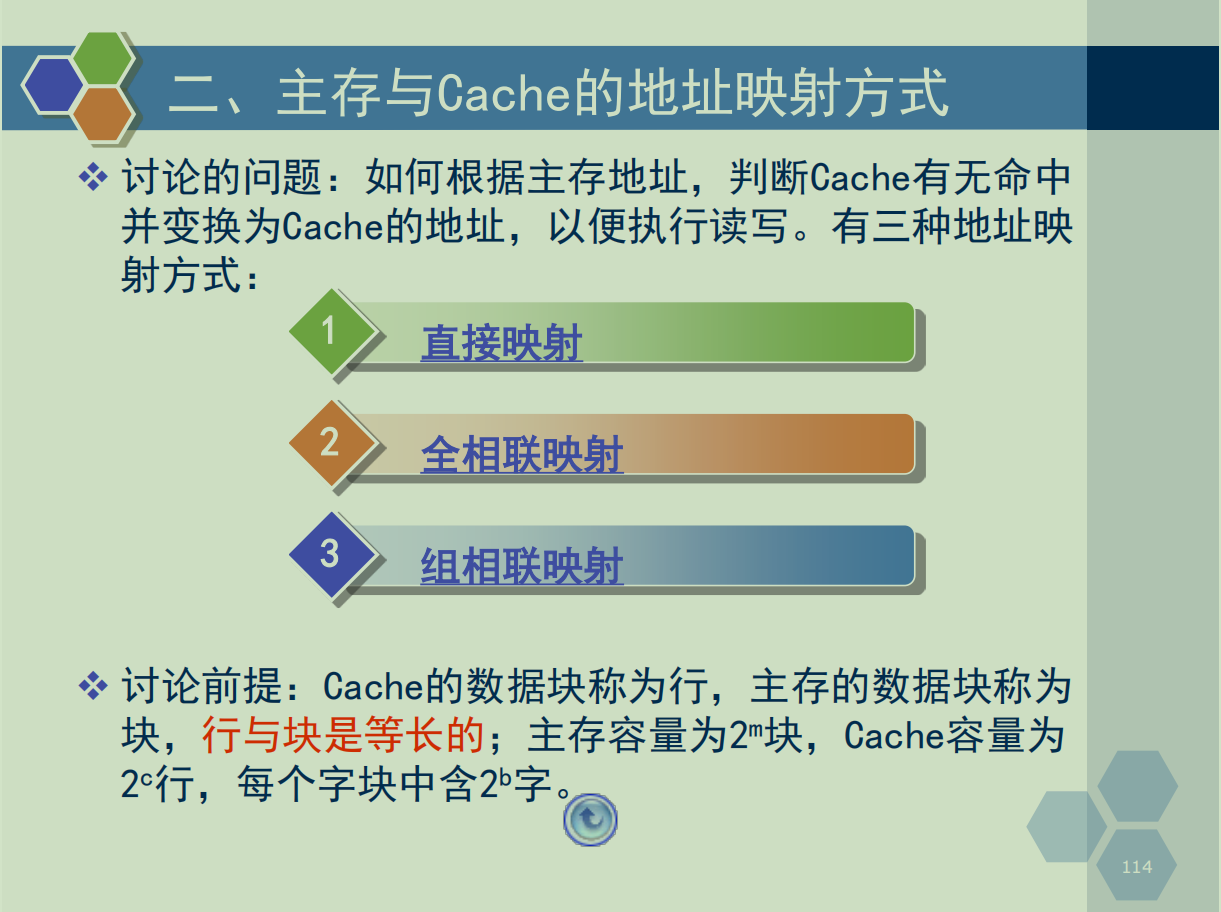 二、主存与Cache的地址映射方式
讨论的问题：如何根据主存地址，判断Cache有无命中
并变换为Cache的地址，以便执行读写。有三种地址映
射方式：
1 直接映射
2 全相联映射
3 组相联映射
讨论前提：Cache的数据块称为行，主存的数据块称为
块，行与块是等长的；主存容量为2ᵐ块，Cache容量为
2ᶜ行，每个字块中含2ᵇ字。
114